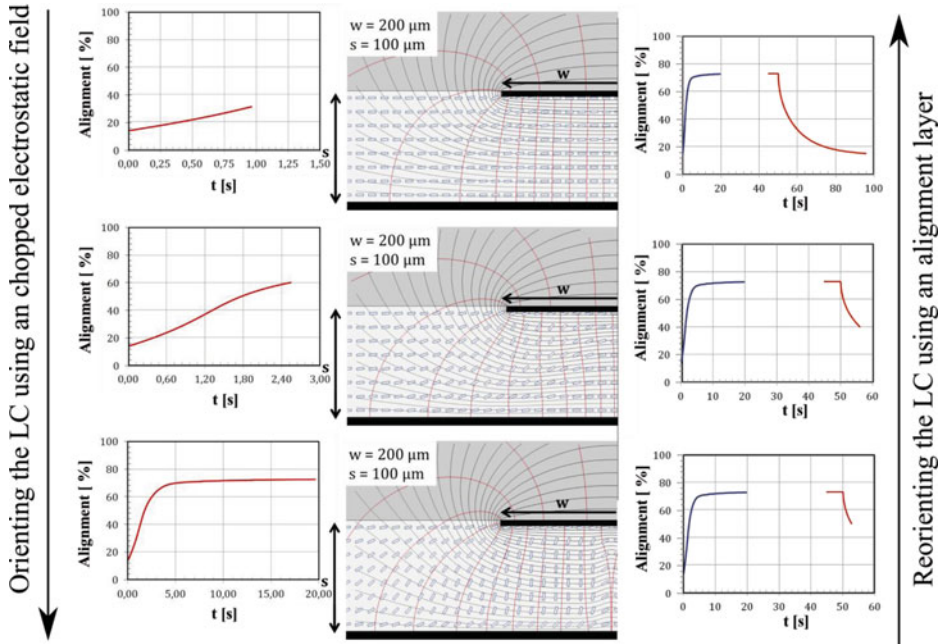 Orienting the LC using an chopped electrostatic field
Alignment [ %]
100
80
60
40
20
0
0,00 0,50 1,00 1,50
t [s]
w = 200 µm
s = 100 µm
w
s
Alignment [ %]
100
80
60
40
20
0
0 20 40 60 80 100
t [s]
Alignment [ %]
100
80
60
40
20
0
0,00 0,60 1,20 1,80 2,40 3,00
t [s]
w = 200 µm
s = 100 µm
w
s
Alignment [ %]
100
80
60
40
20
0
0 10 20 30 40 50 60
t [s]
Alignment [ %]
100
80
60
40
20
0
0,00 5,00 10,00 15,00 20,00
t [s]
w = 200 µm
s = 100 µm
w
s
Alignment [ %]
100
80
60
40
20
0
0 10 20 30 40 50 60
t [s]
Reorienting the LC using an alignment layer